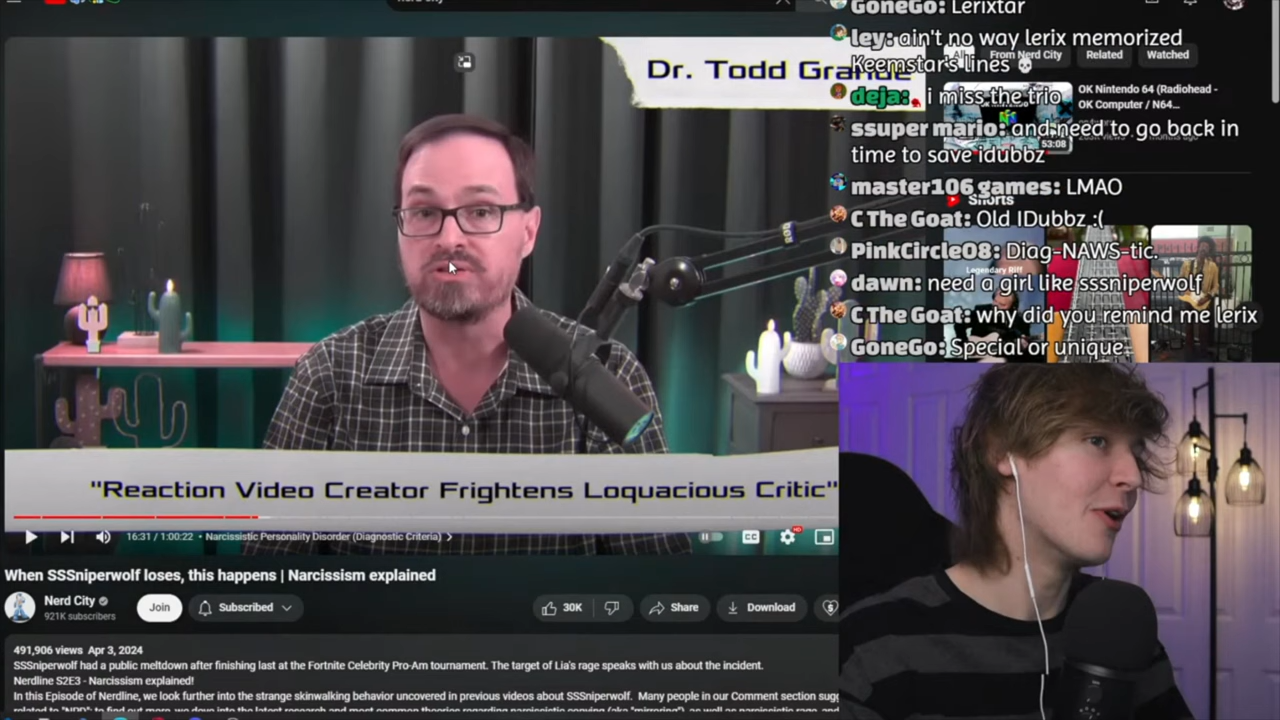 Dr. Todd Grande
"Reaction Video Creator Frightens Loquacious Critic"
16:31 / 1:00:22 • Narcissistic Personality Disorder (Diagnostic Criteria)
CC
HD
When SSSniperwolf loses, this happens | Narcissism explained
Nerd City
921K subscribers
Join
Subscribed
30K
Share
Download
491,906 views Apr 3, 2024
SSSniperwolf had a public meltdown after finishing last at the Fortnite Celebrity Pro-Am tournament. The target of Lia's rage speaks with us about the incident.
Nerdline S2E3 - Narcissism explained!
In this Episode of Nerdline, we look further into the strange skinwalking behavior uncovered in previous videos about SSSniperwolf. Many people in our Comment section
GoneGo: Lerixtar
ley: ain't no way lerix memorized
Keemstar's lines
deja: i miss the trio
ssuper mario: and need to go back in
time to save idubbz
master106 games: LMAO
C The Goat: Old IDubbz :(
PinkCircle08: Diag-NAWS-tic.
dawn: need a girl like sssniperwolf
C The Goat: why did you remind me lerix
GoneGo: Special or unique
All
From Nerd City
Related
Watched
OK Nintendo 64 (Radiohead -
OK Computer / N64...
53:08
Shorts
Legendary Riff